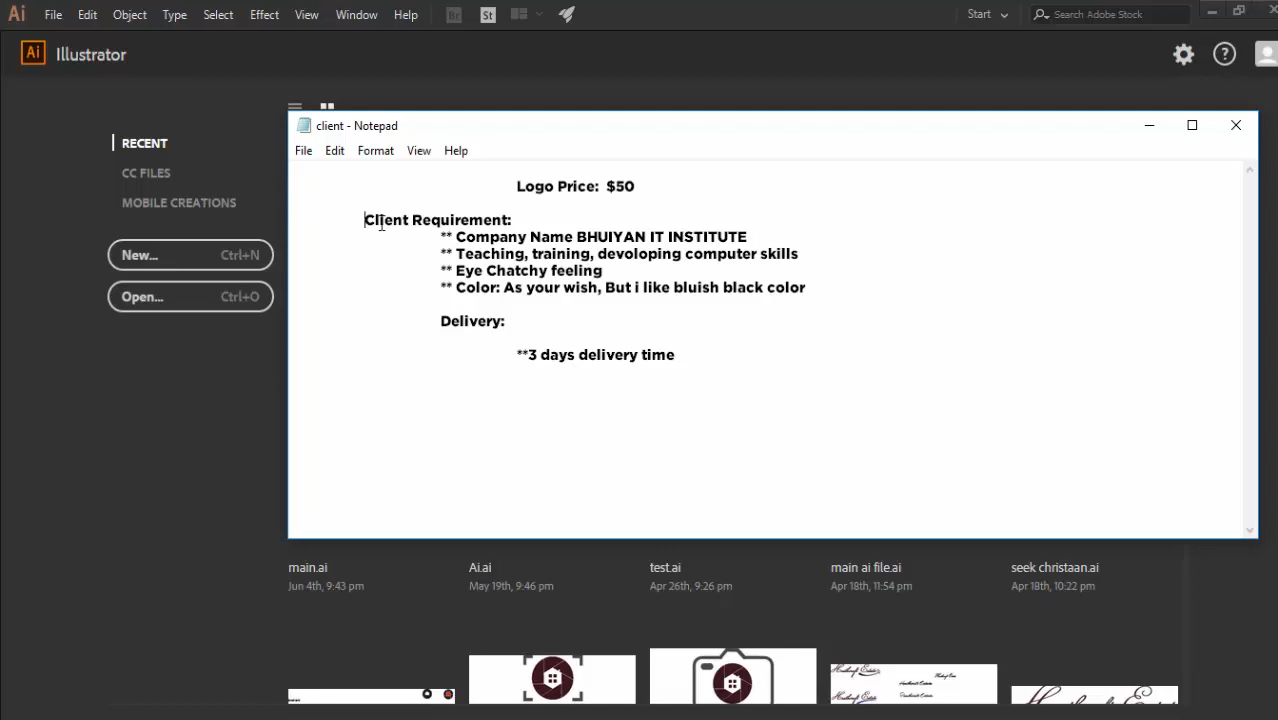 Ai File Edit Object Type Select Effect View Window Help Br St Start Search Adobe Stock
Ai Illustrator
client - Notepad
File Edit Format View Help
RECENT
CC FILES
MOBILE CREATIONS
New... Ctrl+N
Open... Ctrl+O
Logo Price: $50
Client Requirement:
** Company Name BHUIYAN IT INSTITUTE
** Teaching, training, devoloping computer skills
** Eye Chatchy feeling
** Color: As your wish, But i like bluish black color
Delivery:
**3 days delivery time
main.ai Ai.ai test.ai main ai file.ai seek christaan.ai
Jun 4th, 9:43 pm May 19th, 9:46 pm Apr 26th, 9:26 pm Apr 18th, 11:54 pm Apr 18th, 10:22 pm